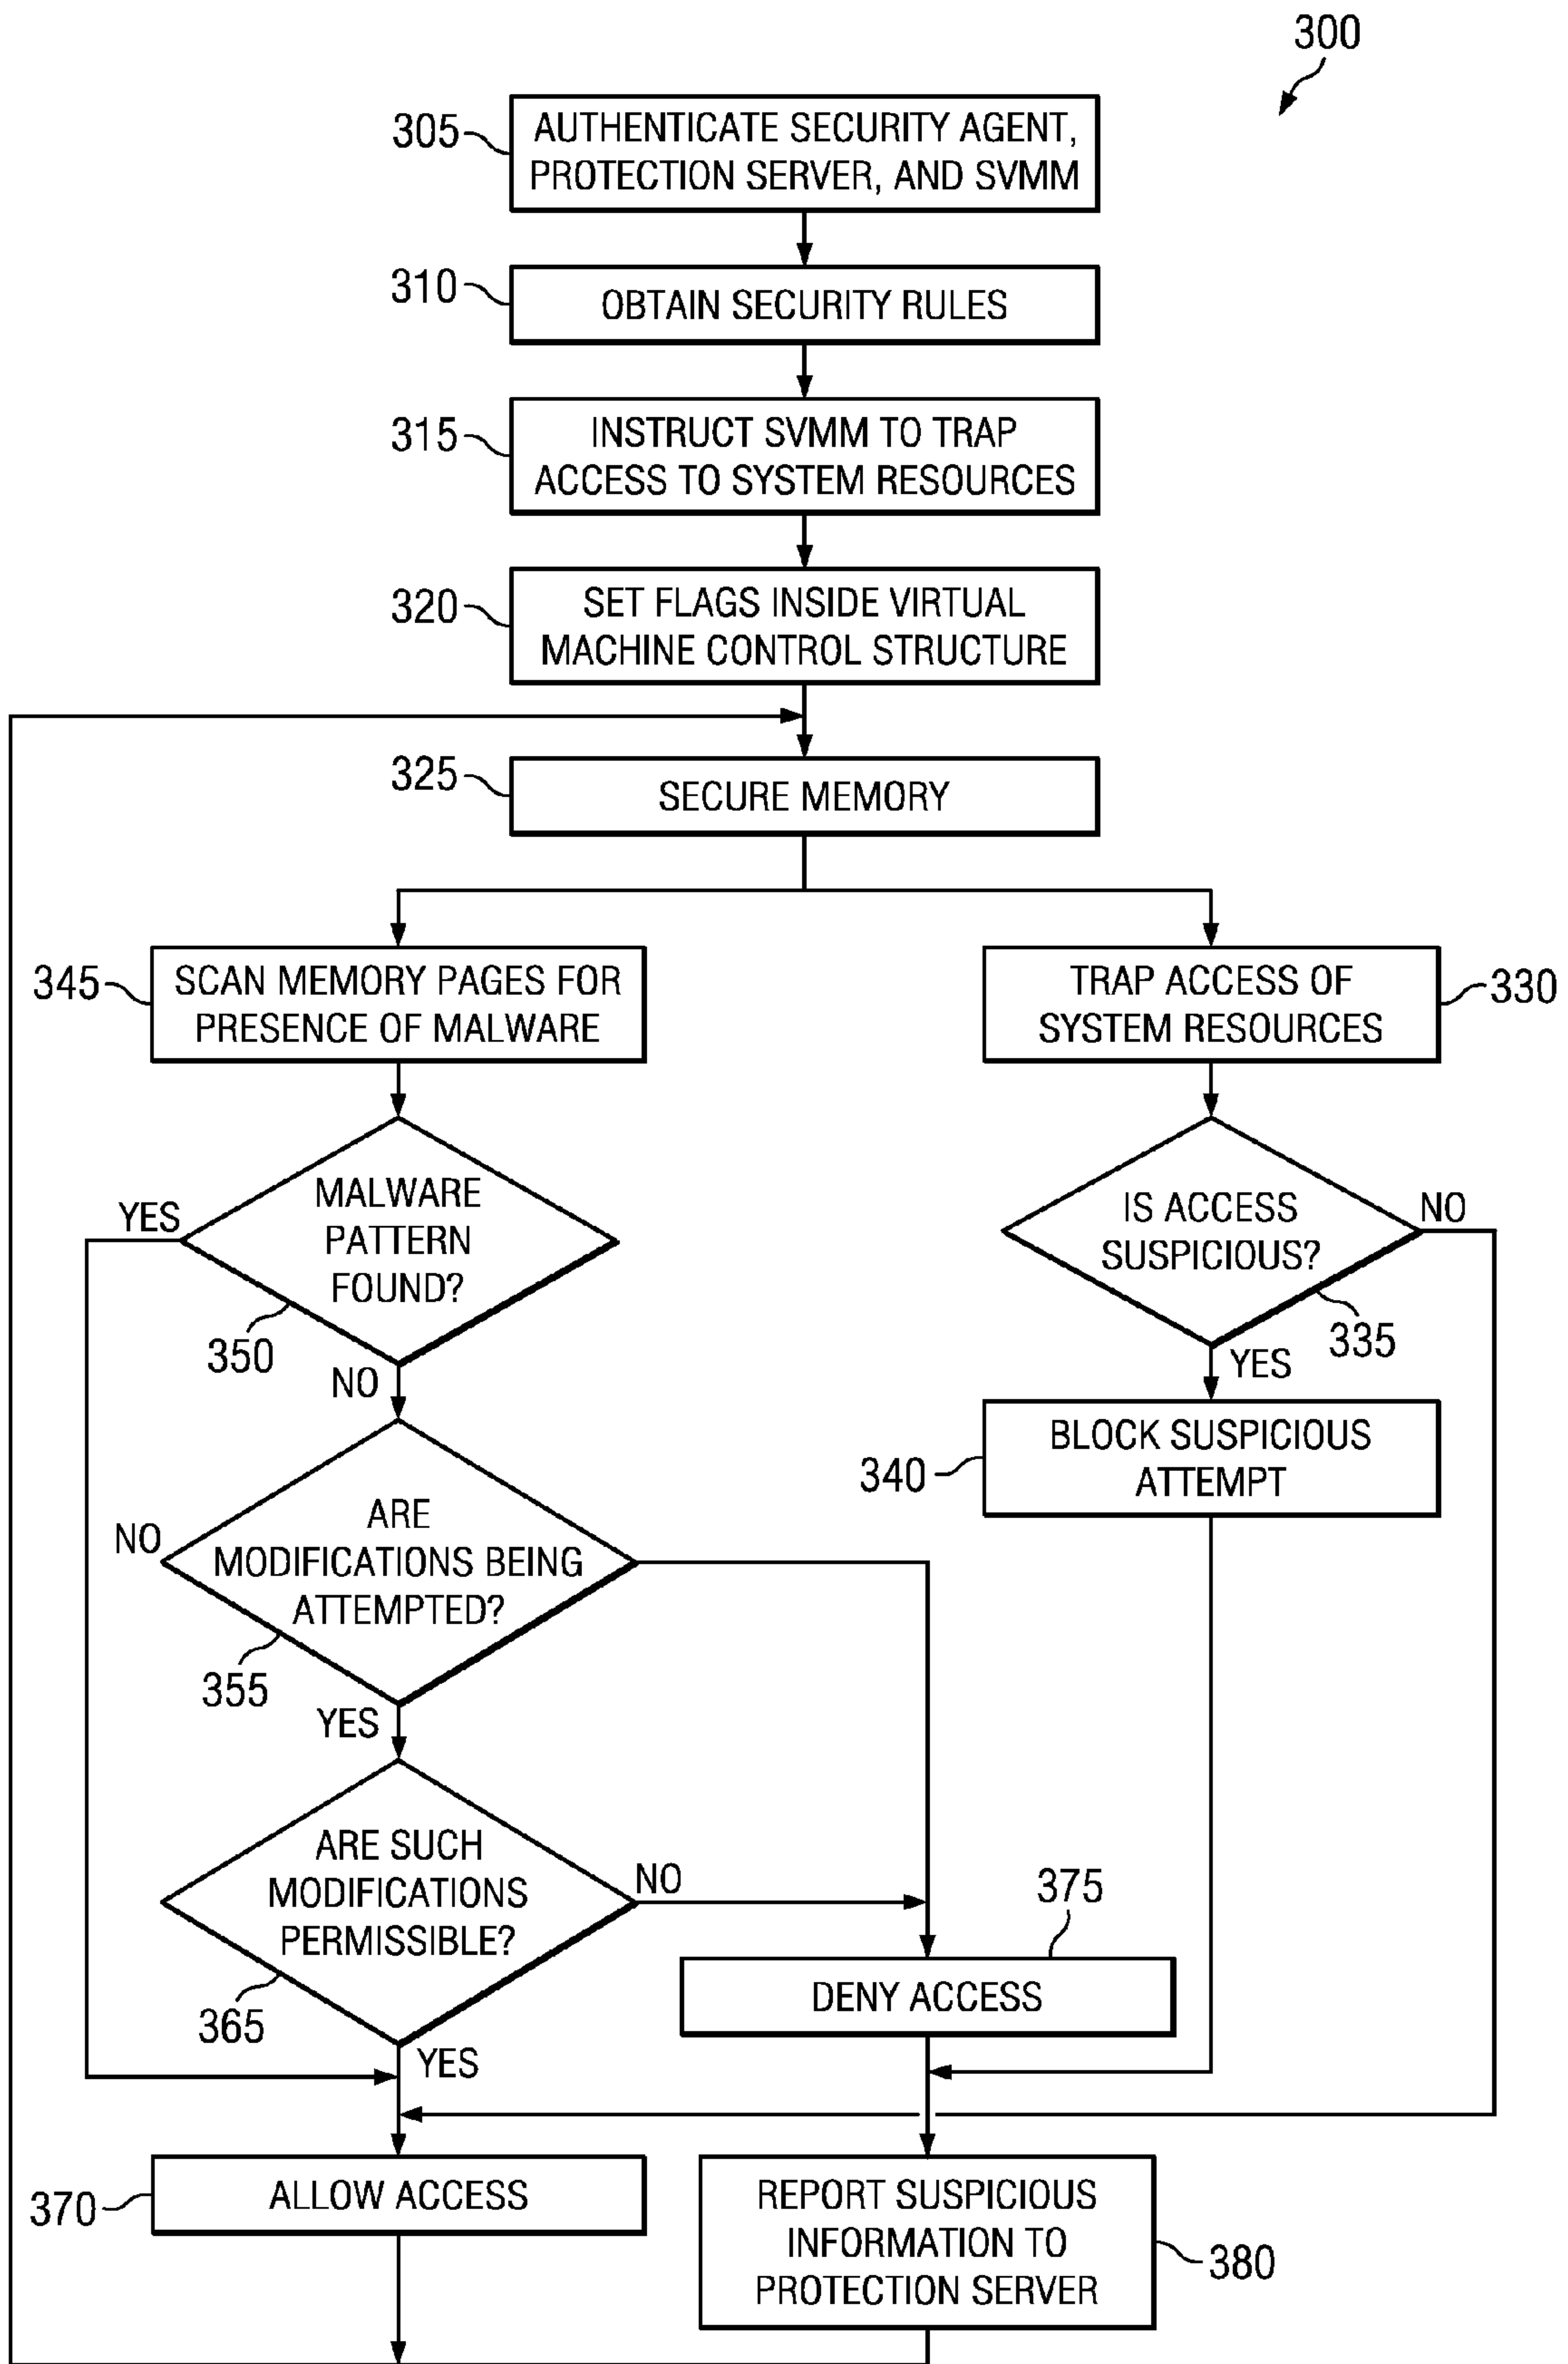 300
305
AUTHENTICATE SECURITY AGENT,
PROTECTION SERVER, AND SVMM
310
OBTAIN SECURITY RULES
315
INSTRUCT SVMM TO TRAP
ACCESS TO SYSTEM RESOURCES
320
SET FLAGS INSIDE VIRTUAL
MACHINE CONTROL STRUCTURE
325
SECURE MEMORY
345
SCAN MEMORY PAGES FOR
PRESENCE OF MALWARE
TRAP ACCESS OF
SYSTEM RESOURCES
330
YES
MALWARE
PATTERN
FOUND?
350
NO
IS ACCESS
SUSPICIOUS?
NO
335
YES
340
BLOCK SUSPICIOUS
ATTEMPT
NO
ARE
MODIFICATIONS BEING
ATTEMPTED?
355
YES
ARE SUCH
MODIFICATIONS
PERMISSIBLE?
NO
365
YES
375
DENY ACCESS
370
ALLOW ACCESS
REPORT SUSPICIOUS
INFORMATION TO
PROTECTION SERVER
380